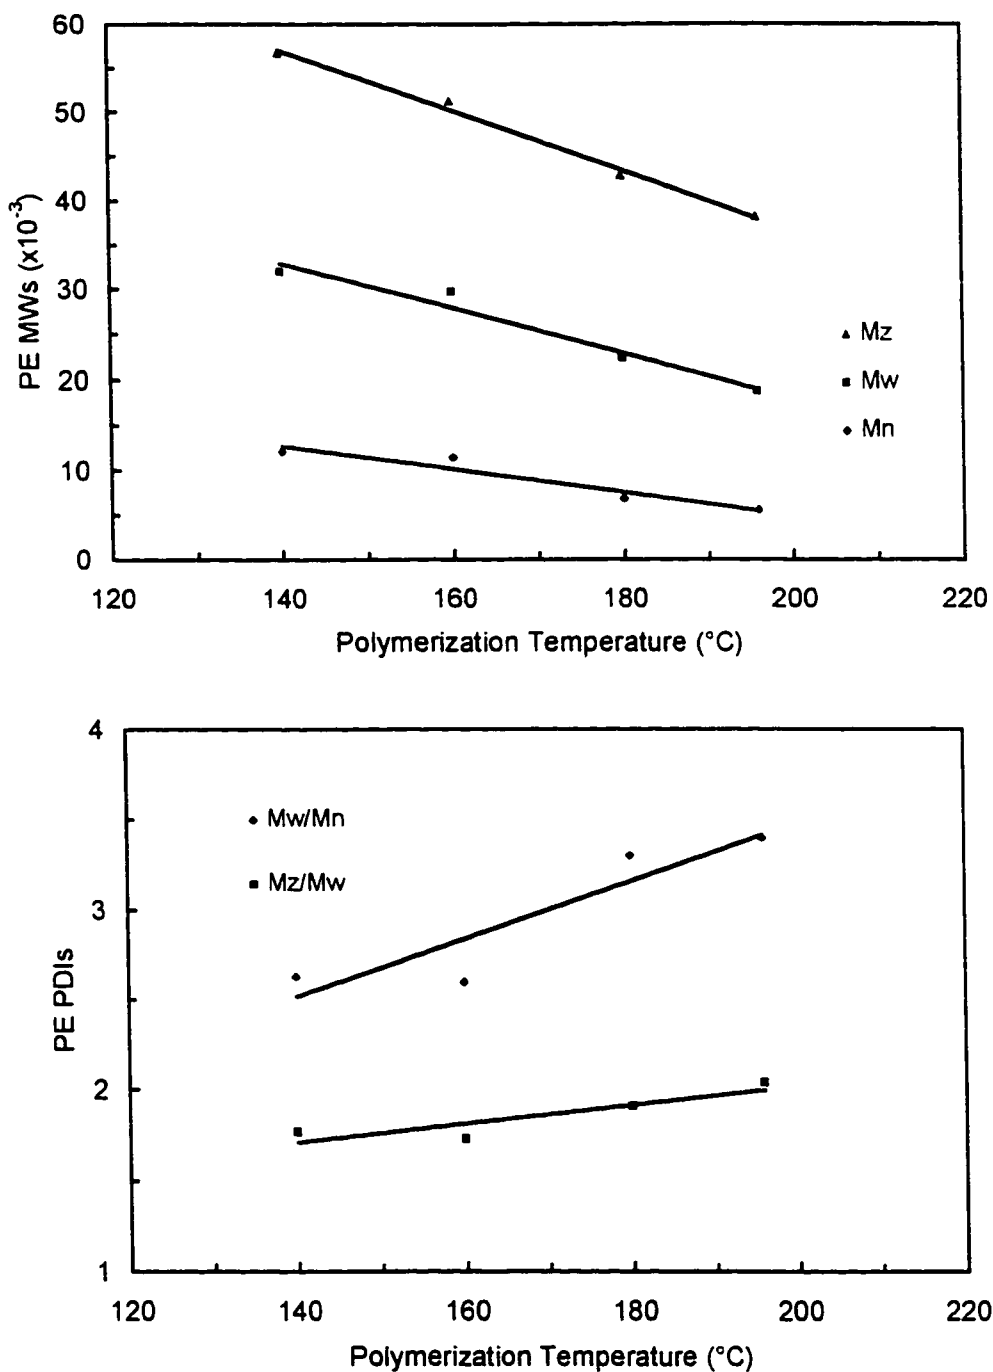 60
50
40
30
20
10
0
PE MWs (x10⁻³)
Mz
Mw
Mn
120 140 160 180 200 220
Polymerization Temperature (°C)
4
3
2
1
PE PDIs
Mw/Mn
Mz/Mw
120 140 160 180 200 220
Polymerization Temperature (°C)